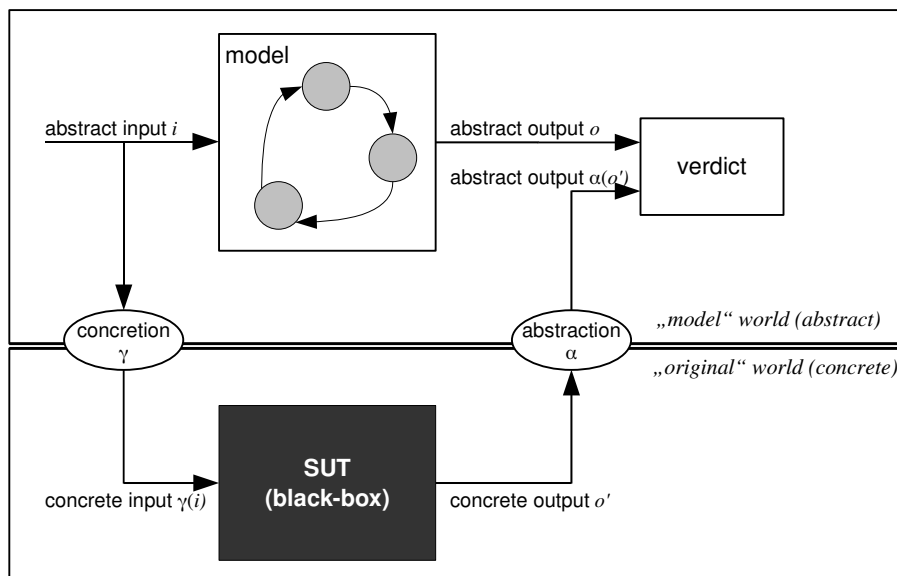 model
abstract input i
abstract output o
abstract output α(o')
verdict
concretion
γ
abstraction
α
„model“ world (abstract)
„original“ world (concrete)
SUT
(black-box)
concrete input γ(i)
concrete output o'